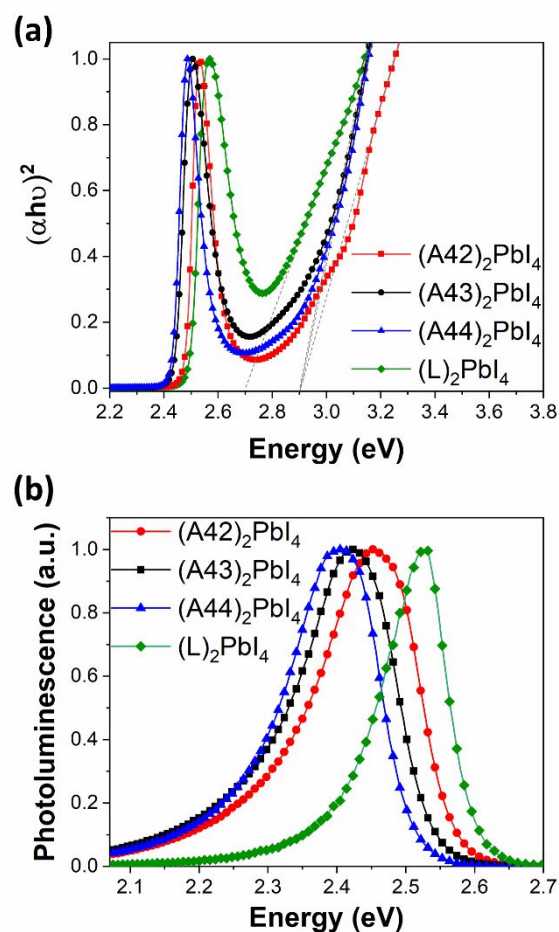 (a)
(αhυ)²
1.0
0.8
0.6
0.4
0.2
0.0
(A42)₂PbI₄
(A43)₂PbI₄
(A44)₂PbI₄
(L)₂PbI₄
2.2 2.4 2.6 2.8 3.0 3.2 3.4 3.6 3.8
Energy (eV)
(b)
Photoluminescence (a.u.)
1.0
0.8
0.6
0.4
0.2
0.0
(A42)₂PbI₄
(A43)₂PbI₄
(A44)₂PbI₄
(L)₂PbI₄
2.1 2.2 2.3 2.4 2.5 2.6 2.7
Energy (eV)